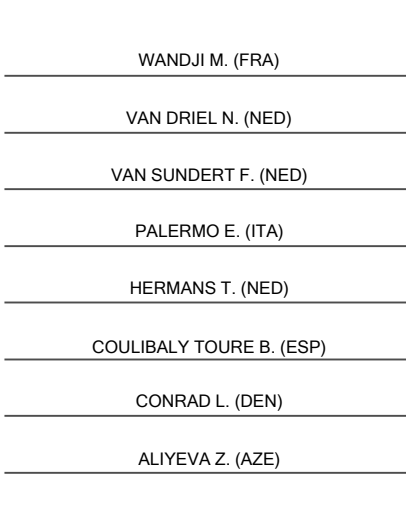 WANDJI M. (FRA)
VAN DRIEL N. (NED)
VAN SUNDERT F. (NED)
PALERMO E. (ITA)
HERMANS T. (NED)
COULIBALY TOURE B. (ESP)
CONRAD L. (DEN)
ALIYEVA Z. (AZE)